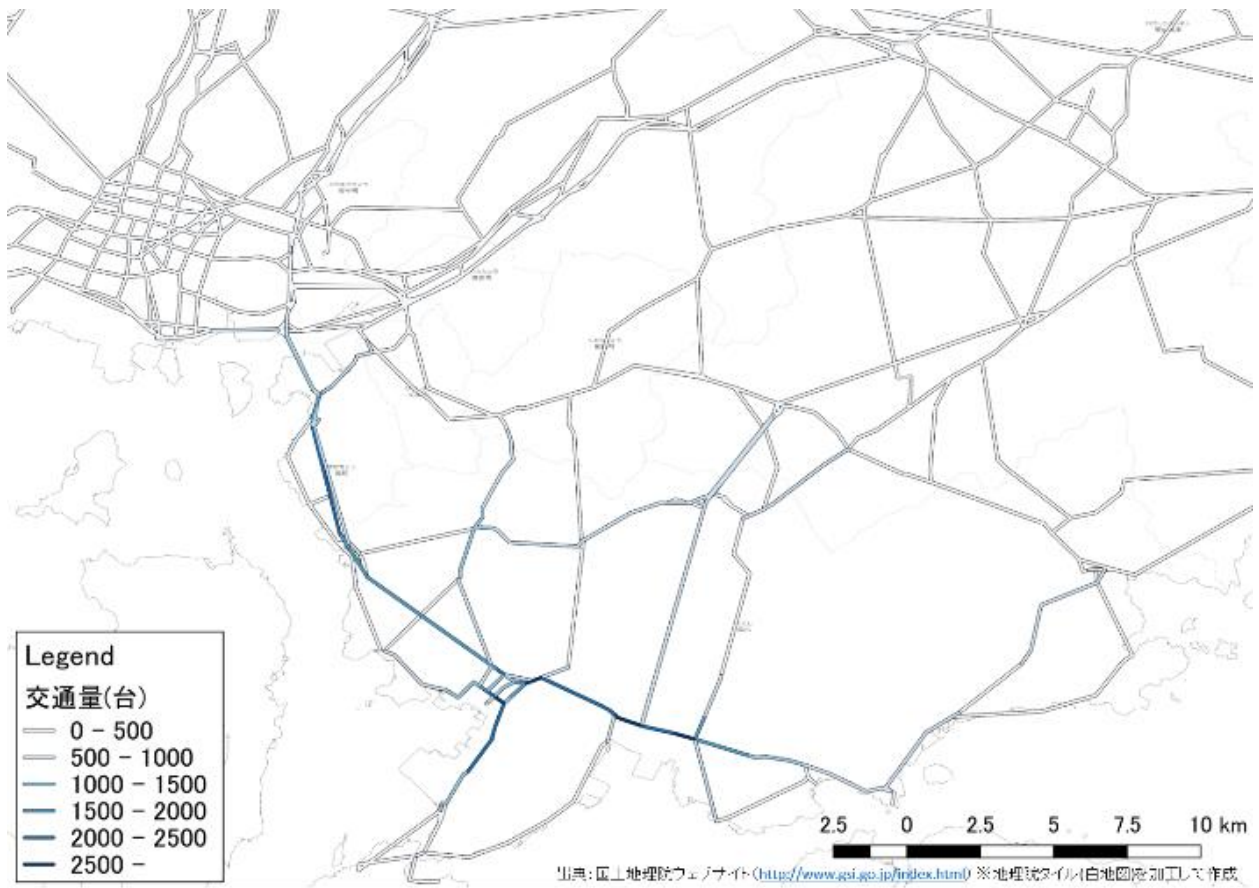 Legend
交通量(台)
0 - 500
500 - 1000
1000 - 1500
1500 - 2000
2000 - 2500
2500 -
2.5 0 2.5 5 7.5 10 km
出典:国土地理院ウェブサイト(http://www.gsi.go.jp/index.html) ※地理院タイル(白地図)を加工して作成